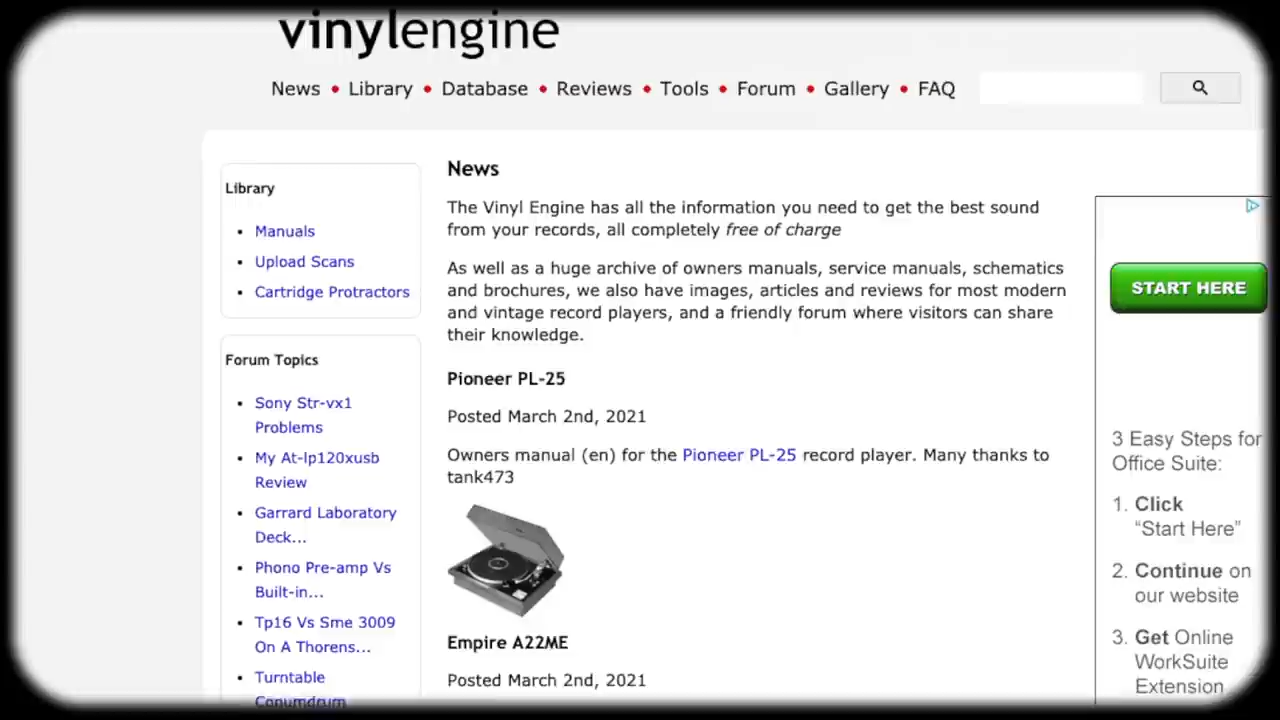 vinylengine
News • Library • Database • Reviews • Tools • Forum • Gallery • FAQ
Library
• Manuals
• Upload Scans
• Cartridge Protractors
Forum Topics
• Sony Str-vx1
Problems
• My At-lp120xusb
Review
• Garrard Laboratory
Deck...
• Phono Pre-amp Vs
Built-in...
• Tp16 Vs Sme 3009
On A Thorens...
• Turntable
Conumdrum
News
The Vinyl Engine has all the information you need to get the best sound
from your records, all completely free of charge
As well as a huge archive of owners manuals, service manuals, schematics
and brochures, we also have images, articles and reviews for most modern
and vintage record players, and a friendly forum where visitors can share
their knowledge.
Pioneer PL-25
Posted March 2nd, 2021
Owners manual (en) for the Pioneer PL-25 record player. Many thanks to
tank473
Empire A22ME
Posted March 2nd, 2021
START HERE
3 Easy Steps for
Office Suite:
1. Click
“Start Here”
2. Continue on
our website
3. Get Online
WorkSuite
Extension